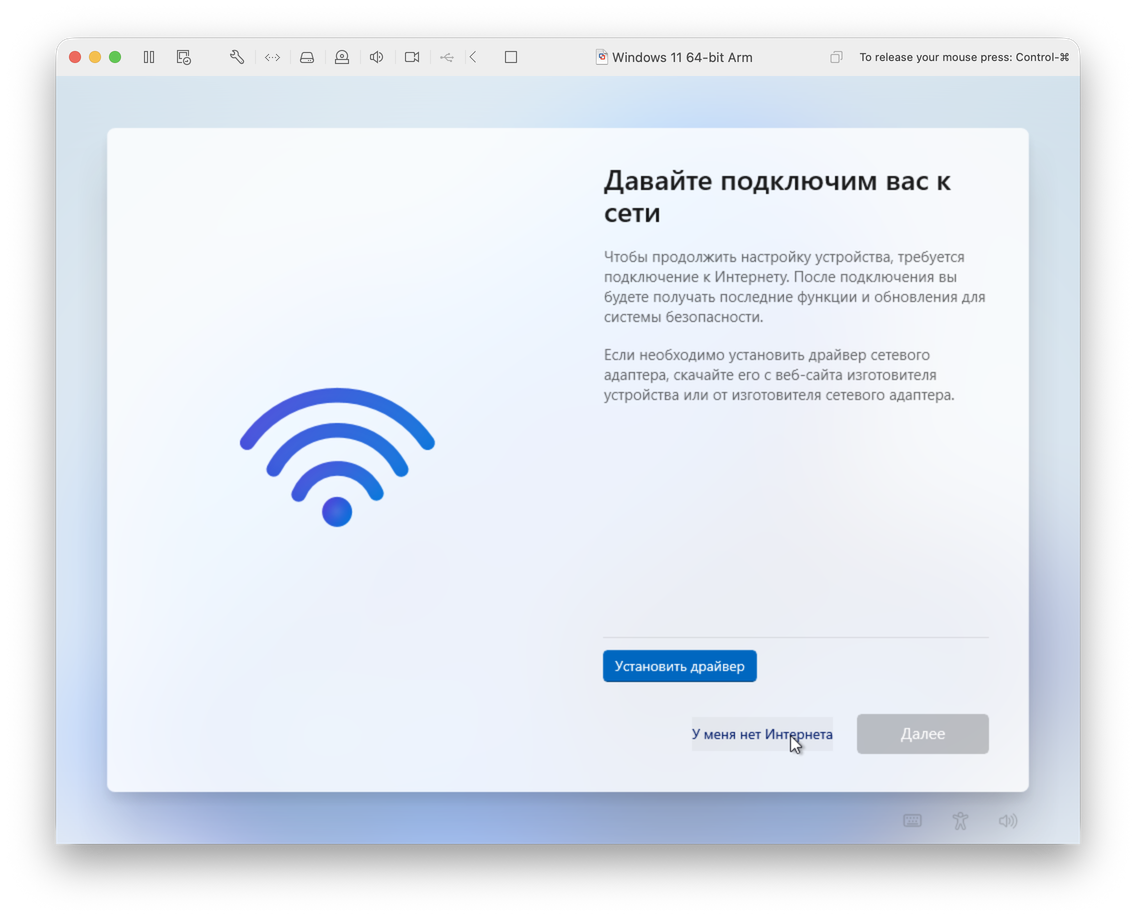 Windows 11 64-bit Arm
To release your mouse press: Control-⌘
Давайте подключим вас к
сети
Чтобы продолжить настройку устройства, требуется
подключение к Интернету. После подключения вы
будете получать последние функции и обновления для
системы безопасности.
Если необходимо установить драйвер сетевого
адаптера, скачайте его с веб-сайта изготовителя
устройства или от изготовителя сетевого адаптера.
Установить драйвер
У меня нет Интернета
Далее